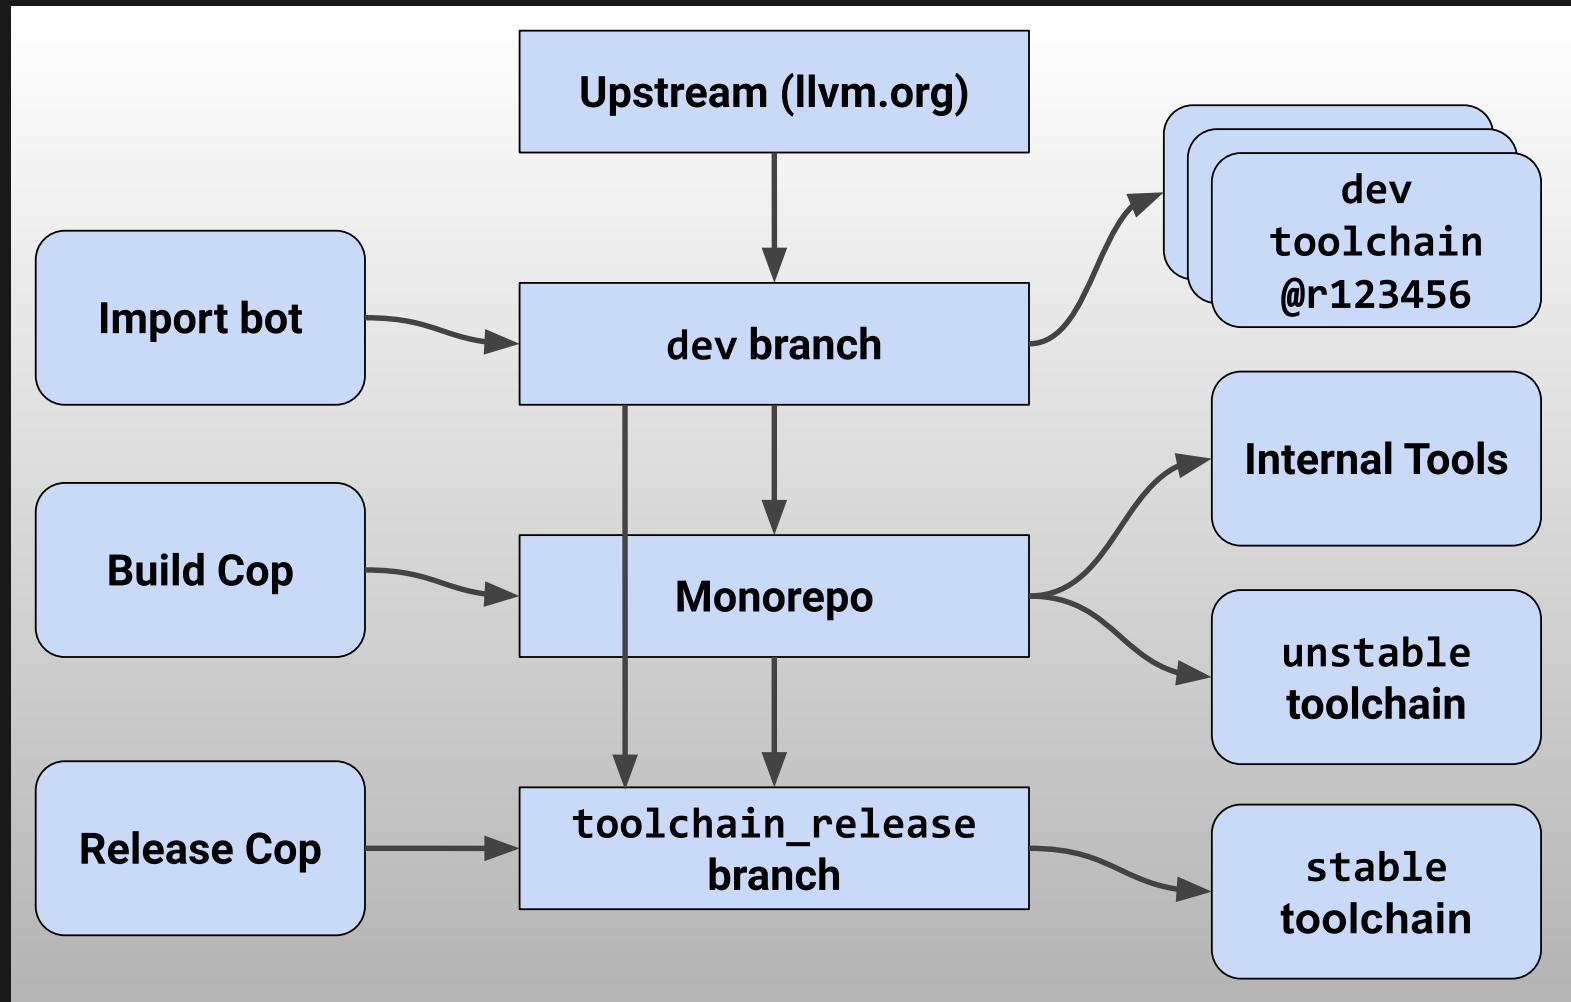 Upstream (llvm.org)
dev
toolchain
@r123456
Import bot
dev branch
Internal Tools
Build Cop
Monorepo
unstable
toolchain
Release Cop
toolchain_release
branch
stable
toolchain